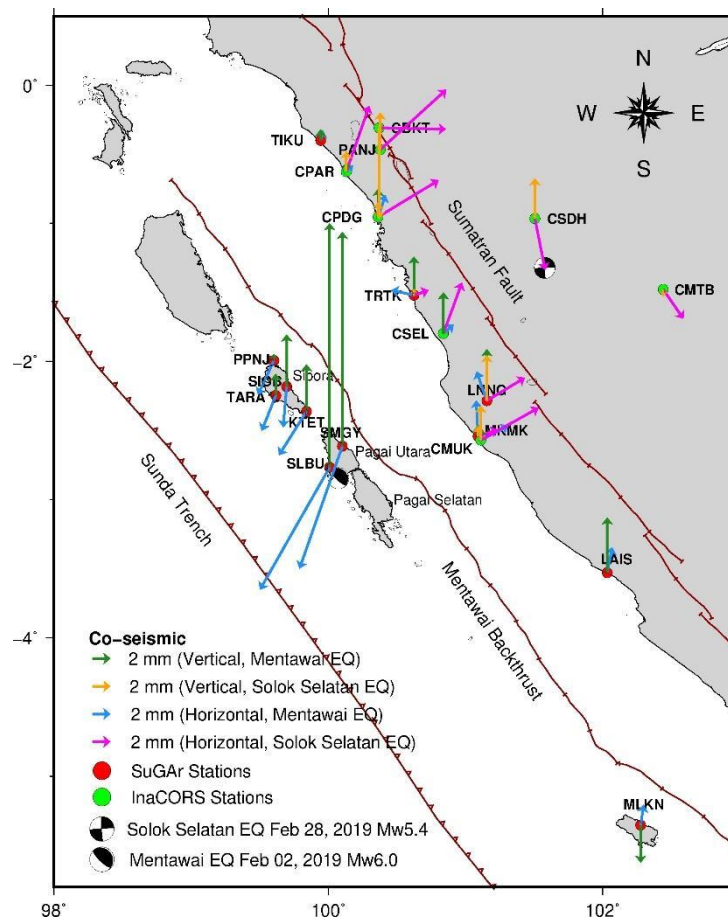 0°
−2°
−4°
98°
100°
102°
N
W
E
S
TIKU
CBKT
PANJ
CPAR
CPDG
Sumatran Fault
CSDH
CMTB
TRTK
CSEL
PPNJ
SIGB
Sibora
TARA
KTET
LNNG
SMGY
MKMK
CMUK
SLBU
Pagai Utara
Pagai Selatan
Sunda Trench
LAIS
Mentawai Backthrust
MLKN
Co−seismic
2 mm (Vertical, Mentawai EQ)
2 mm (Vertical, Solok Selatan EQ)
2 mm (Horizontal, Mentawai EQ)
2 mm (Horizontal, Solok Selatan EQ)
SuGAr Stations
InaCORS Stations
Solok Selatan EQ Feb 28, 2019 Mw5.4
Mentawai EQ Feb 02, 2019 Mw6.0